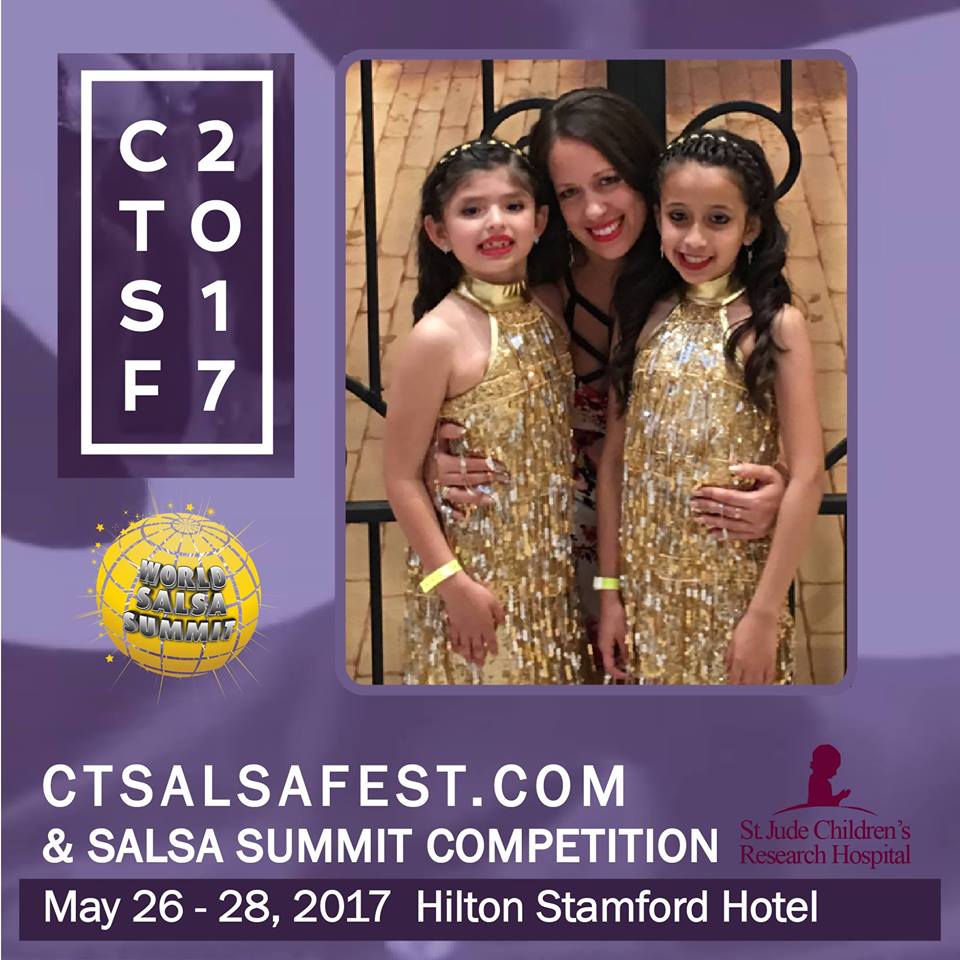 C 2
T 0
S 1
F 7
WORLD
SALSA
SUMMIT
CTSALSAFEST.COM
& SALSA SUMMIT COMPETITION
St. Jude Children's
Research Hospital
May 26 - 28, 2017 Hilton Stamford Hotel